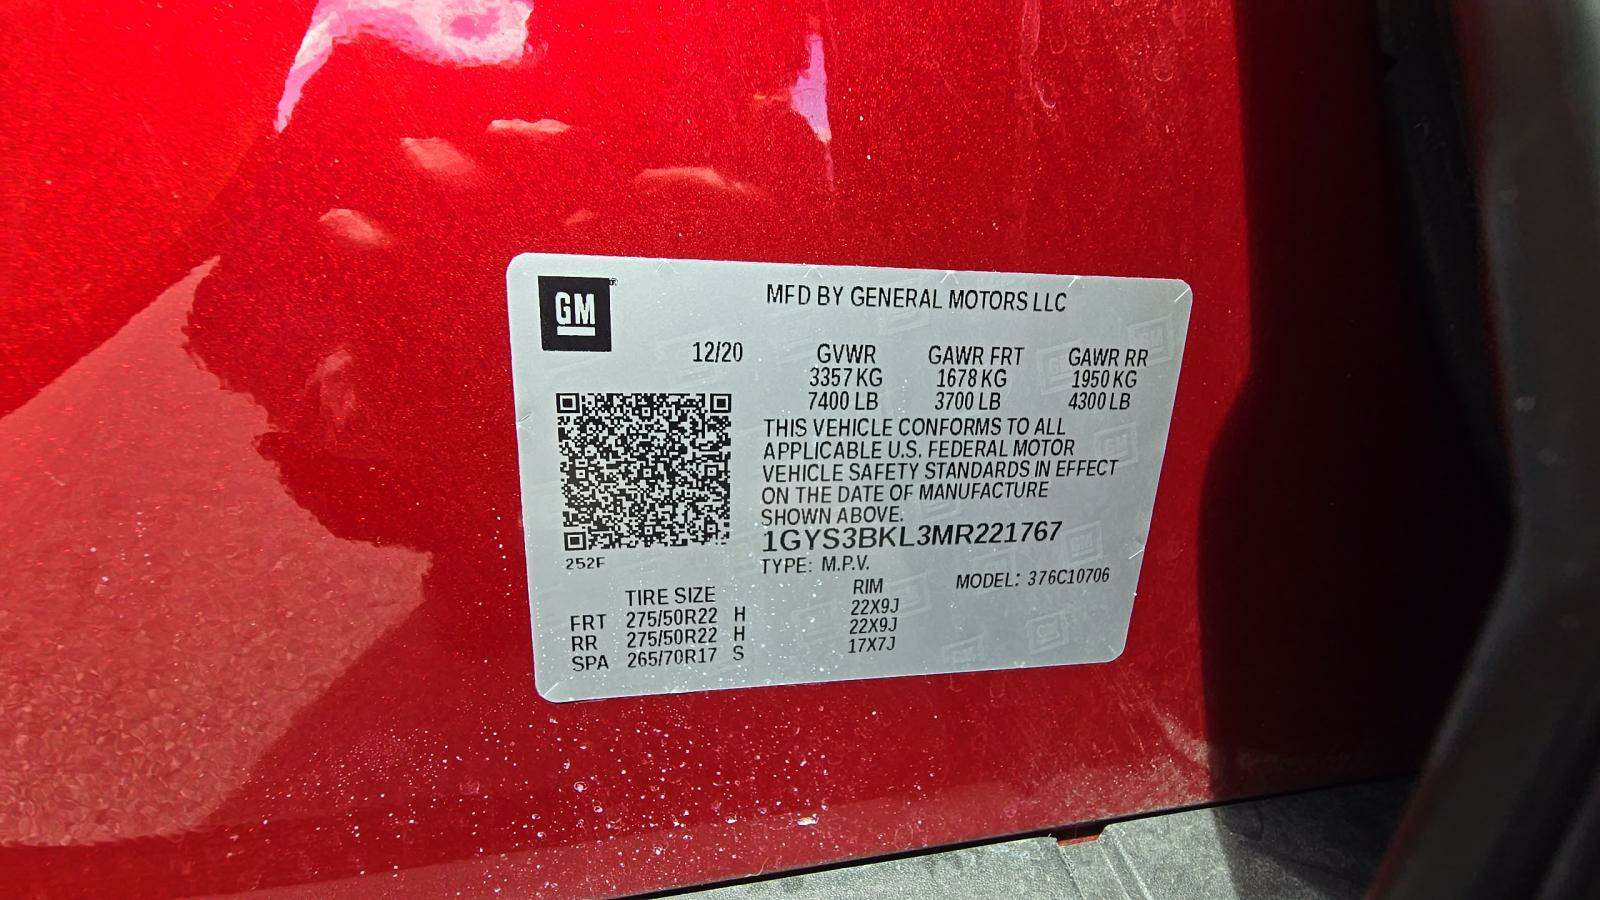 GM
MFD BY GENERAL MOTORS LLC
12/20 GVWR GAWR FRT GAWR RR
3357 KG 1678 KG 1950 KG
7400 LB 3700 LB 4300 LB
THIS VEHICLE CONFORMS TO ALL
APPLICABLE U.S. FEDERAL MOTOR
VEHICLE SAFETY STANDARDS IN EFFECT
ON THE DATE OF MANUFACTURE
SHOWN ABOVE.
1GYS3BKL3MR221767
252F
TYPE: M.P.V. MODEL: 376C10706
TIRE SIZE RIM
FRT 275/50R22 H 22X9J
RR 275/50R22 H 22X9J
SPA 265/70R17 S 17X7J